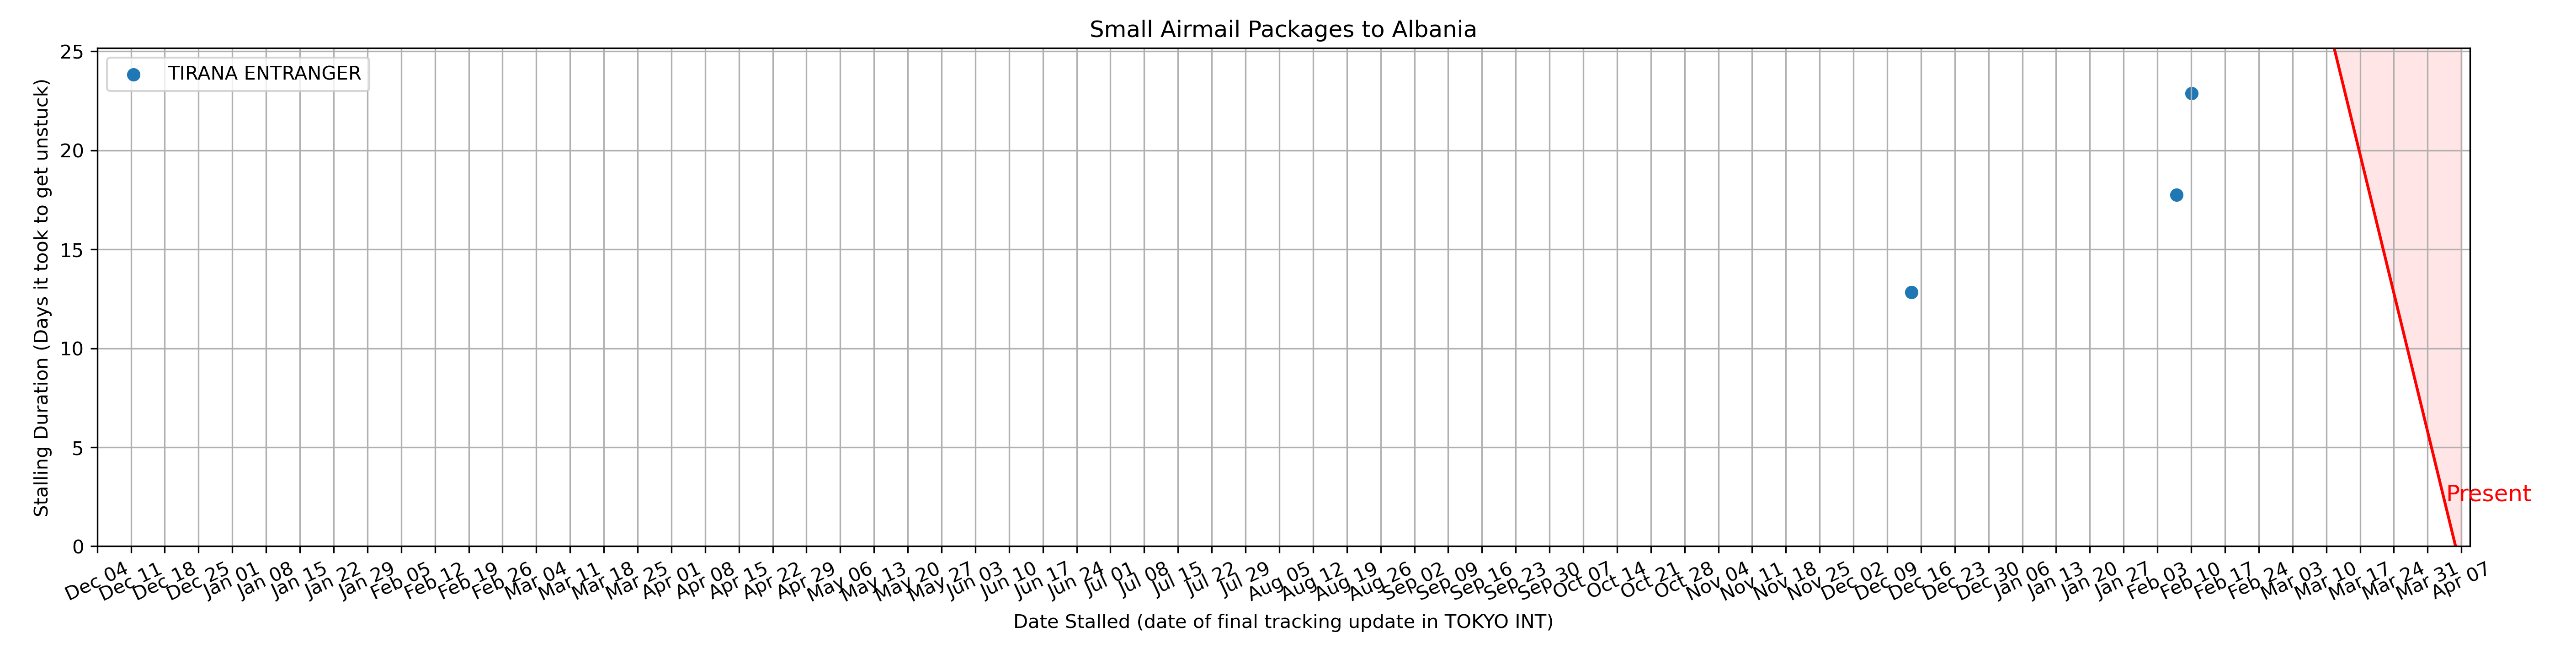 Small Airmail Packages to Albania
TIRANA ENTRANGER
Stalling Duration (Days it took to get unstuck)
25
20
15
10
5
0
Present
Dec 04
Dec 11
Dec 18
Dec 25
Jan 01
Jan 08
Jan 15
Jan 22
Jan 29
Feb 05
Feb 12
Feb 19
Feb 26
Mar 04
Mar 11
Mar 18
Mar 25
Apr 01
Apr 08
Apr 15
Apr 22
Apr 29
May 06
May 13
May 20
May 27
Jun 03
Jun 10
Jun 17
Jun 24
Jul 01
Jul 08
Jul 15
Jul 22
Jul 29
Aug 05
Aug 12
Aug 19
Aug 26
Sep 02
Sep 09
Sep 16
Sep 23
Sep 30
Oct 07
Oct 14
Oct 21
Oct 28
Nov 04
Nov 11
Nov 18
Nov 25
Dec 02
Dec 09
Dec 16
Dec 23
Dec 30
Jan 06
Jan 13
Jan 20
Jan 27
Feb 03
Feb 10
Feb 17
Feb 24
Mar 03
Mar 10
Mar 17
Mar 24
Mar 31
Apr 07
Date Stalled (date of final tracking update in TOKYO INT)